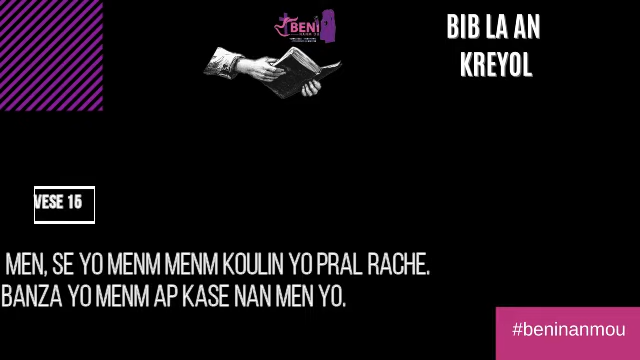 BENI
BIB LA AN
KREYOL
VESE 15
MEN, SE YO MENM MENM KOULIN YO PRAL RACHE.
BANZA YO MENM AP KASE NAN MEN YO.
#beninanmou